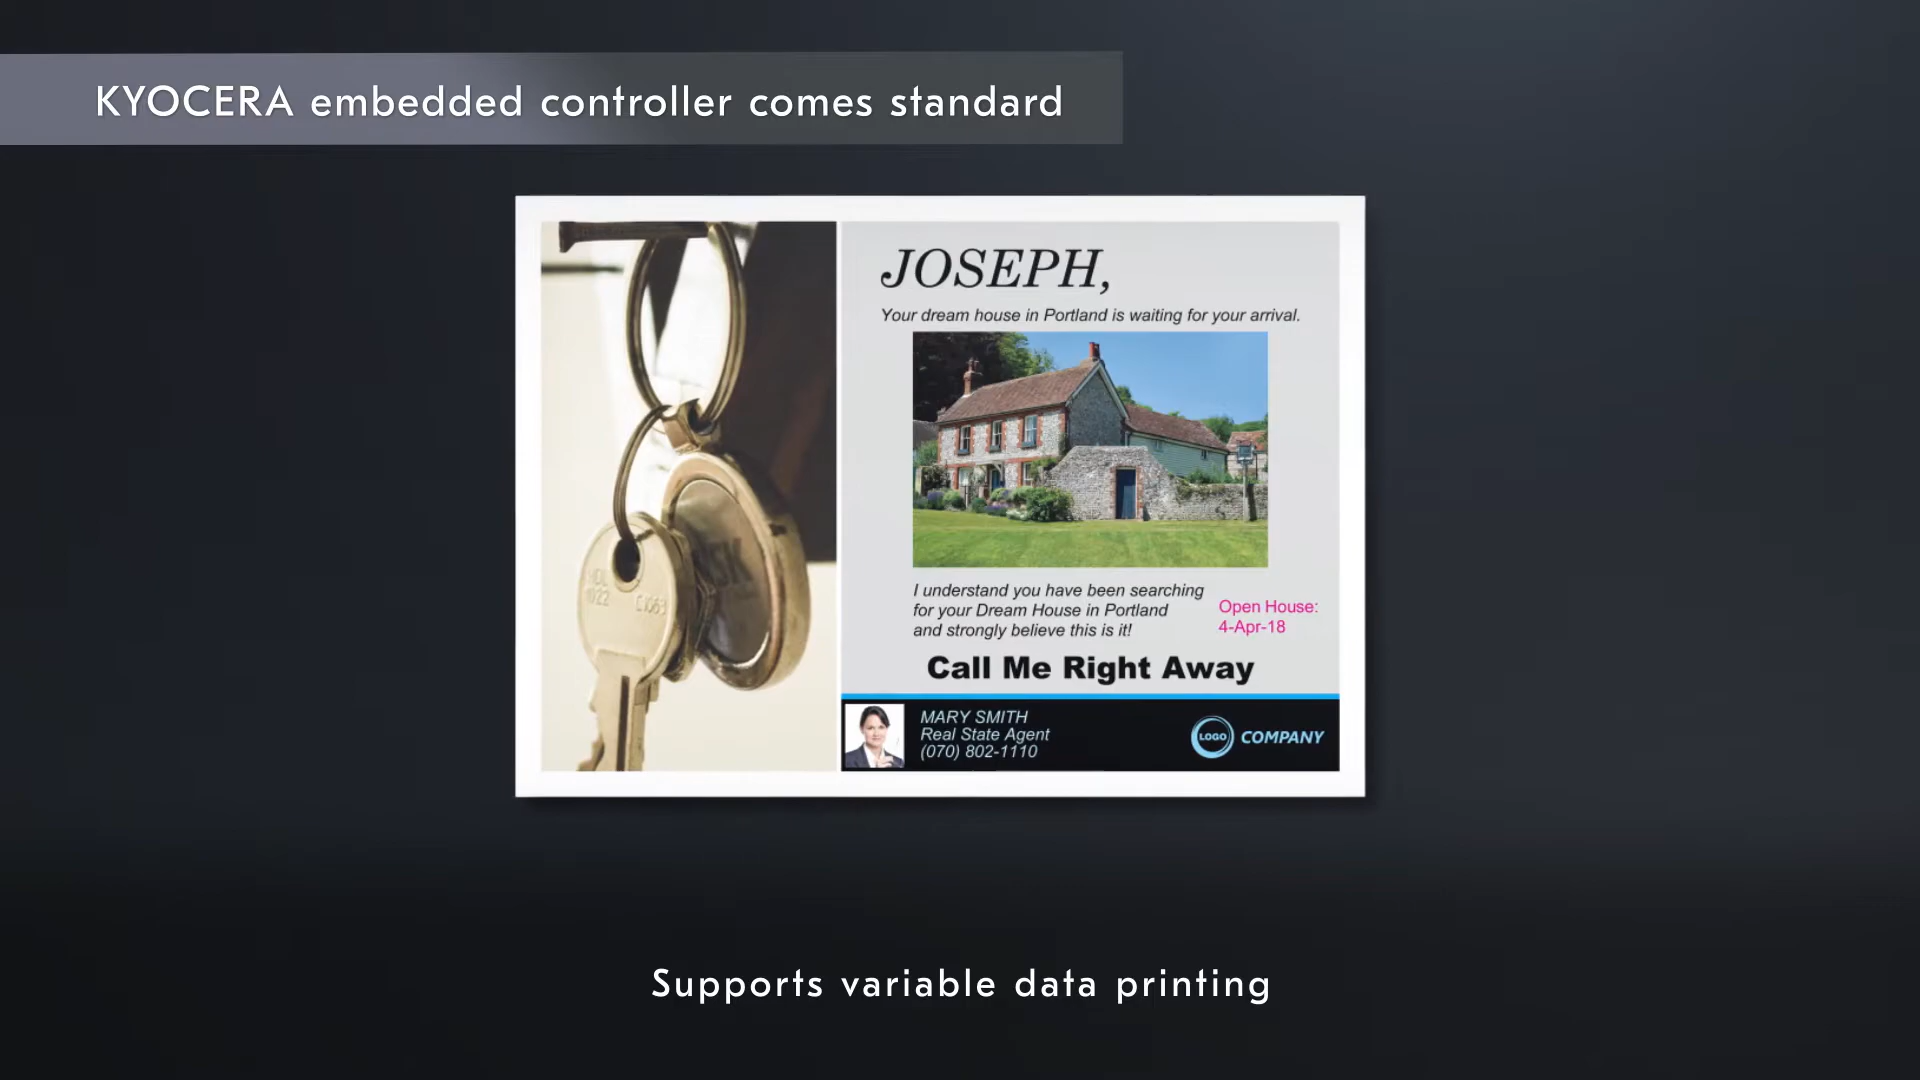 KYOCERA embedded controller comes standard
JOSEPH,
Your dream house in Portland is waiting for your arrival.
I understand you have been searching
for your Dream House in Portland
and strongly believe this is it!
Open House:
4-Apr-18
Call Me Right Away
MARY SMITH
Real State Agent
(070) 802-1110
LOGO COMPANY
Supports variable data printing